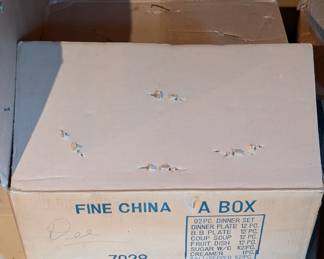 FINE CHINA A BOX
92PC. DINNER SET
DINNER PLATE 12 PC.
B.B. PLATE 12 PC.
COUP SOUP 12 PC.
FRUIT DISH 12 PC.
SUGAR W/D
CREAMER
7028